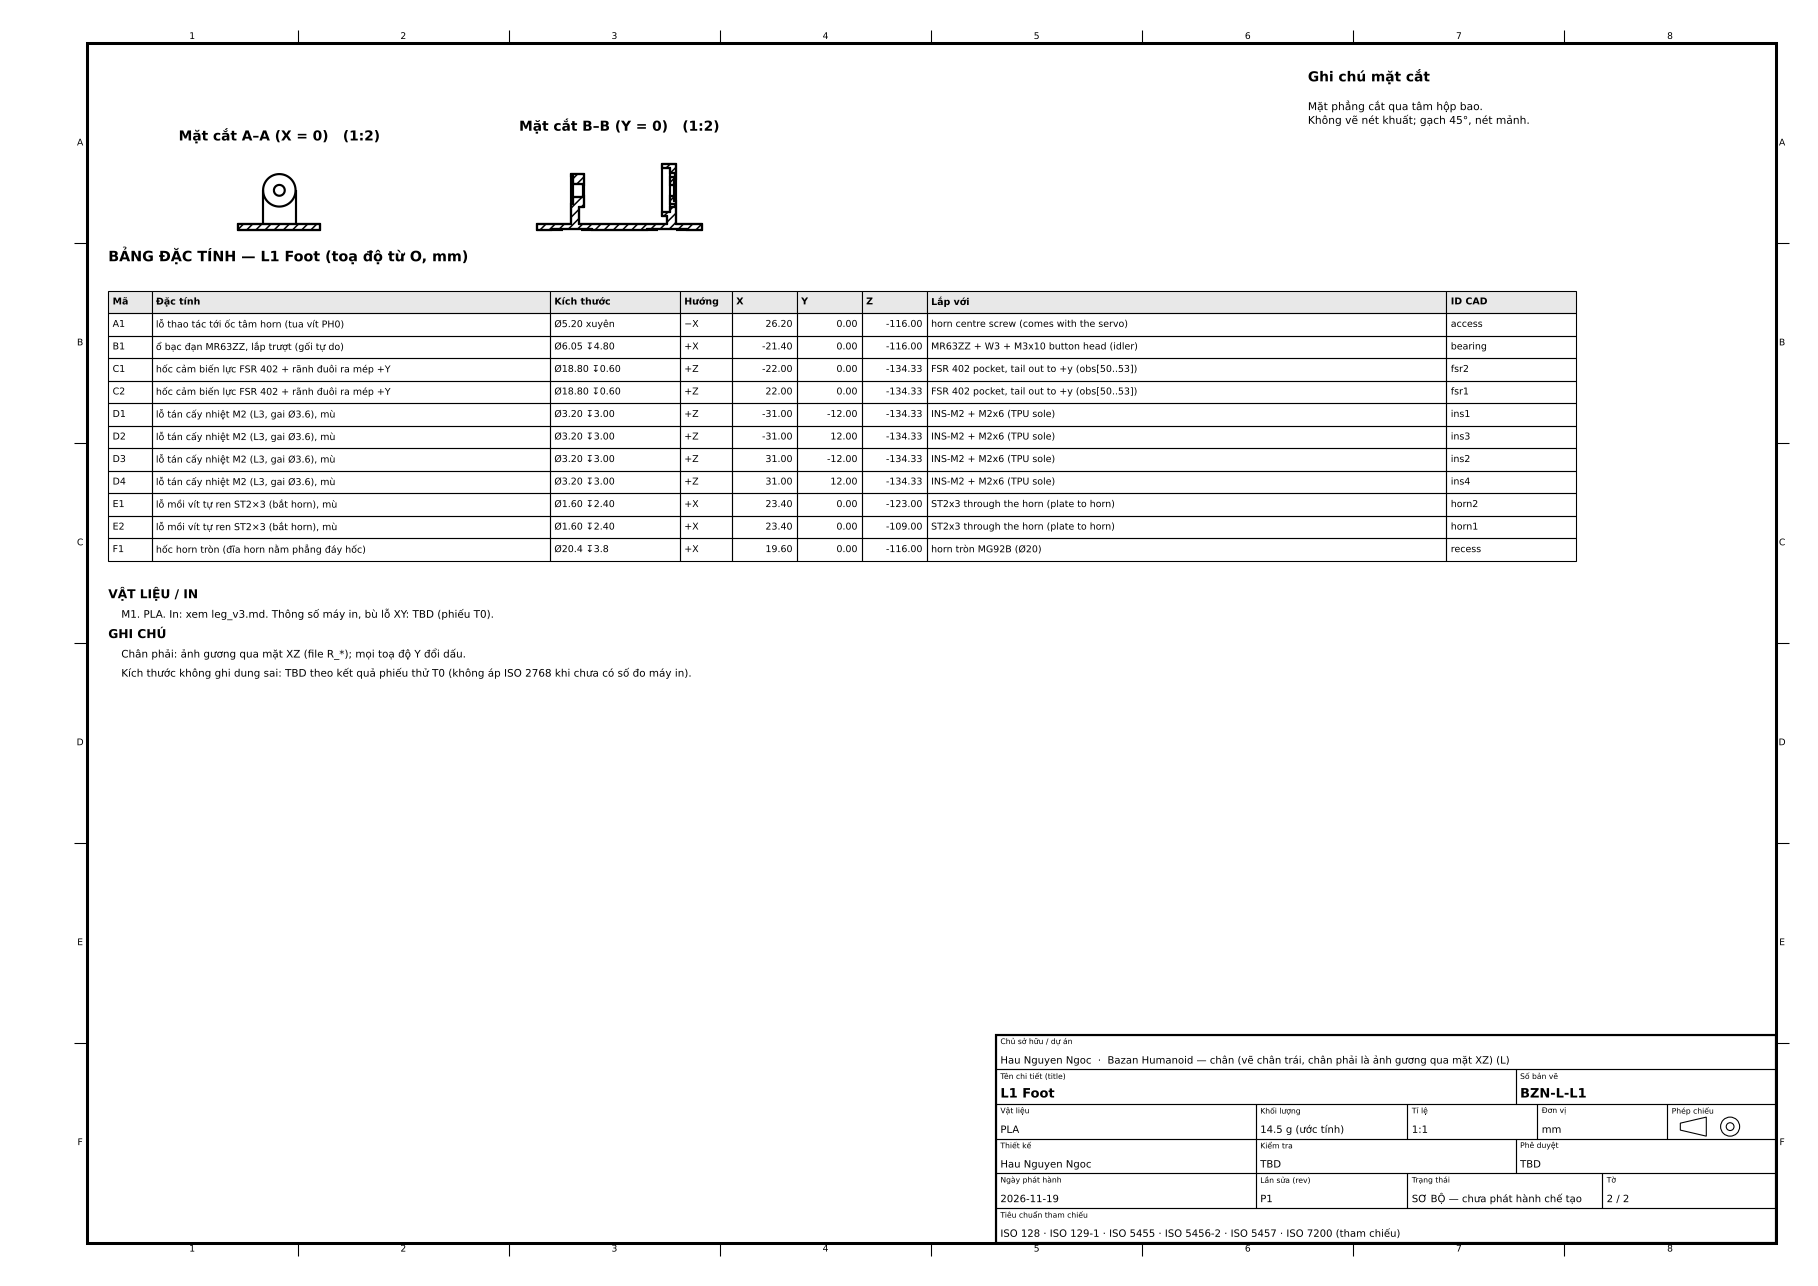 1 2 3 4 5 6 7 8
Ghi chú mặt cắt
Mặt phẳng cắt qua tâm hộp bao.
Không vẽ nét khuất; gạch 45°, nét mảnh.
Mặt cắt A–A (X = 0) (1:2)
Mặt cắt B–B (Y = 0) (1:2)
A A
BẢNG ĐẶC TÍNH — L1 Foot (toạ độ từ O, mm)
Mã Đặc tính Kích thước Hướng X Y Z Lắp với ID CAD
A1 lỗ thao tác tới ốc tâm horn (tua vít PH0) Ø5.20 xuyên −X 26.20 0.00 -116.00 horn centre screw (comes with the servo) access
B1 ổ bạc đạn MR63ZZ, lắp trượt (gối tự do) Ø6.05 ↧4.80 +X -21.40 0.00 -116.00 MR63ZZ + W3 + M3x10 button head (idler) bearing
B B
C1 hốc cảm biến lực FSR 402 + rãnh đuôi ra mép +Y Ø18.80 ↧0.60 +Z -22.00 0.00 -134.33 FSR 402 pocket, tail out to +y (obs[50..53]) fsr2
C2 hốc cảm biến lực FSR 402 + rãnh đuôi ra mép +Y Ø18.80 ↧0.60 +Z 22.00 0.00 -134.33 FSR 402 pocket, tail out to +y (obs[50..53]) fsr1
D1 lỗ tán cấy nhiệt M2 (L3, gai Ø3.6), mù Ø3.20 ↧3.00 +Z -31.00 -12.00 -134.33 INS-M2 + M2x6 (TPU sole) ins1
D2 lỗ tán cấy nhiệt M2 (L3, gai Ø3.6), mù Ø3.20 ↧3.00 +Z -31.00 12.00 -134.33 INS-M2 + M2x6 (TPU sole) ins3
D3 lỗ tán cấy nhiệt M2 (L3, gai Ø3.6), mù Ø3.20 ↧3.00 +Z 31.00 -12.00 -134.33 INS-M2 + M2x6 (TPU sole) ins2
D4 lỗ tán cấy nhiệt M2 (L3, gai Ø3.6), mù Ø3.20 ↧3.00 +Z 31.00 12.00 -134.33 INS-M2 + M2x6 (TPU sole) ins4
E1 lỗ mồi vít tự ren ST2×3 (bắt horn), mù Ø1.60 ↧2.40 +X 23.40 0.00 -123.00 ST2x3 through the horn (plate to horn) horn2
E2 lỗ mồi vít tự ren ST2×3 (bắt horn), mù Ø1.60 ↧2.40 +X 23.40 0.00 -109.00 ST2x3 through the horn (plate to horn) horn1
C C
F1 hốc horn tròn (đĩa horn nằm phẳng đáy hốc) Ø20.4 ↧3.8 +X 19.60 0.00 -116.00 horn tròn MG92B (Ø20) recess
VẬT LIỆU / IN
M1. PLA. In: xem leg_v3.md. Thông số máy in, bù lỗ XY: TBD (phiếu T0).
GHI CHÚ
Chân phải: ảnh gương qua mặt XZ (file R_*); mọi toạ độ Y đổi dấu.
Kích thước không ghi dung sai: TBD theo kết quả phiếu thử T0 (không áp ISO 2768 khi chưa có số đo máy in).
D D
E E
Chủ sở hữu / dự án
Hau Nguyen Ngoc · Bazan Humanoid — chân (vẽ chân trái, chân phải là ảnh gương qua mặt XZ) (L)
Tên chi tiết (title) Số bản vẽ
L1 Foot BZN-L-L1
Vật liệu Khối lượng Tỉ lệ Đơn vị Phép chiếu
PLA 14.5 g (ước tính) 1:1 mm
F F
Thiết kế Kiểm tra Phê duyệt
Hau Nguyen Ngoc TBD TBD
Ngày phát hành Lần sửa (rev) Trạng thái Tờ
2026-11-19 P1 SƠ BỘ — chưa phát hành chế tạo 2 / 2
Tiêu chuẩn tham chiếu
ISO 128 · ISO 129-1 · ISO 5455 · ISO 5456-2 · ISO 5457 · ISO 7200 (tham chiếu)
1 2 3 4 5 6 7 8